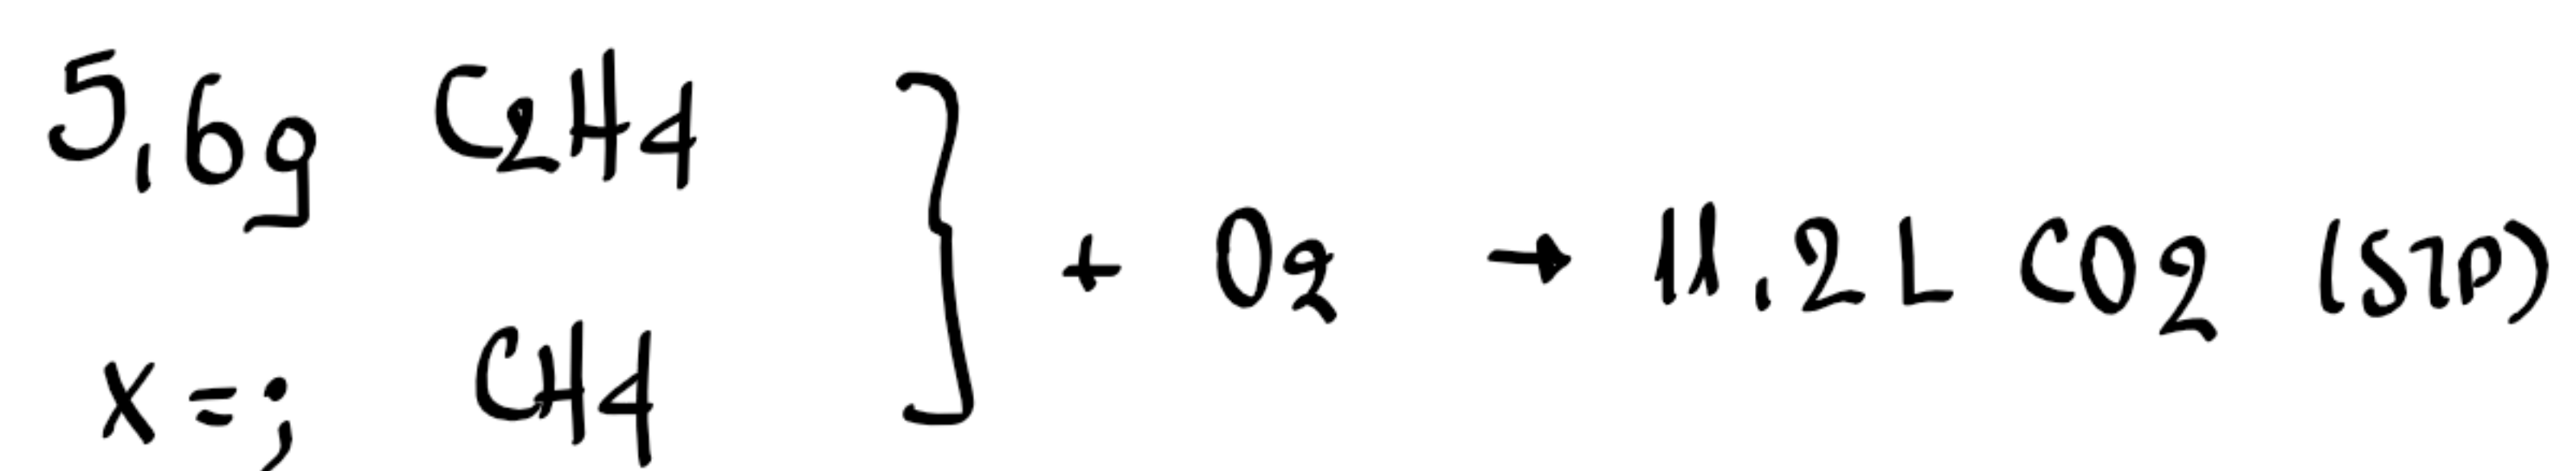 5,6g C2H4
x=; CH4
} + O2 → 11.2 L CO2 (STP)